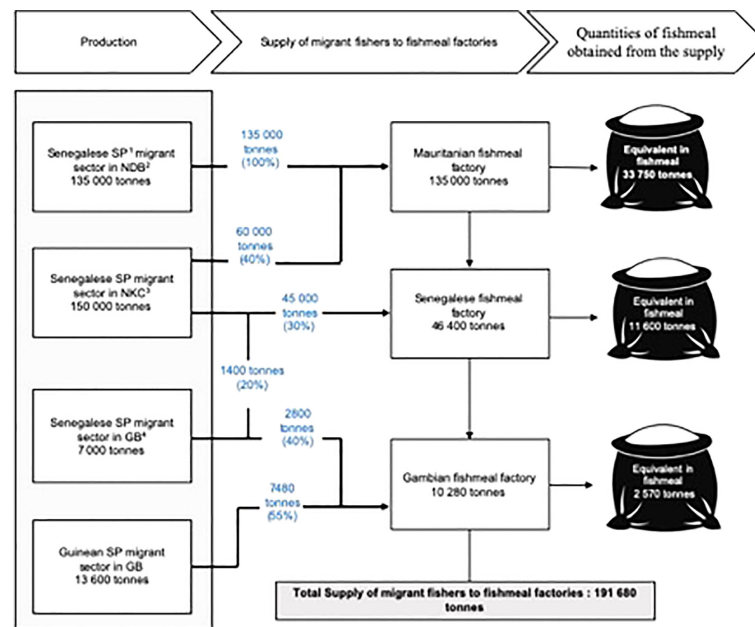 Production
Supply of migrant fishers to fishmeal factories
Quantities of fishmeal
obtained from the supply
Senegalese SP¹ migrant
sector in NDB²
135 000 tonnes
135 000
tonnes
(100%)
Mauritanian fishmeal
factory
135 000 tonnes
Equivalent in
fishmeal
33 750 tonnes
60 000
tonnes
(40%)
Senegalese SP migrant
sector in NKC³
150 000 tonnes
45 000
tonnes
(30%)
Senegalese fishmeal
factory
46 400 tonnes
Equivalent in
fishmeal
11 600 tonnes
1400 tonnes
(20%)
Senegalese SP migrant
sector in GB⁴
7 000 tonnes
2800
tonnes
(40%)
Gambian fishmeal factory
10 280 tonnes
Equivalent in
fishmeal
2 570 tonnes
7480
tonnes
(55%)
Guinean SP migrant
sector in GB
13 600 tonnes
Total Supply of migrant fishers to fishmeal factories : 191 680
tonnes